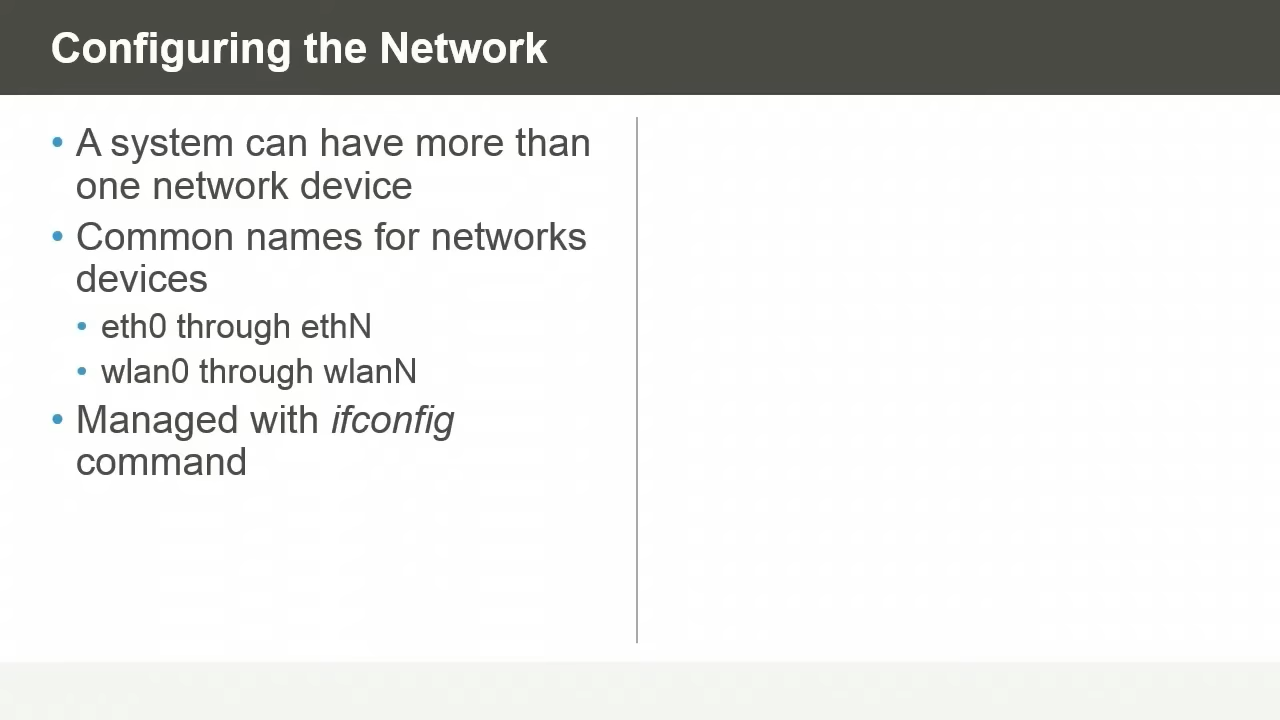 Configuring the Network
• A system can have more than
one network device
• Common names for networks
devices
• eth0 through ethN
• wlan0 through wlanN
• Managed with ifconfig
command